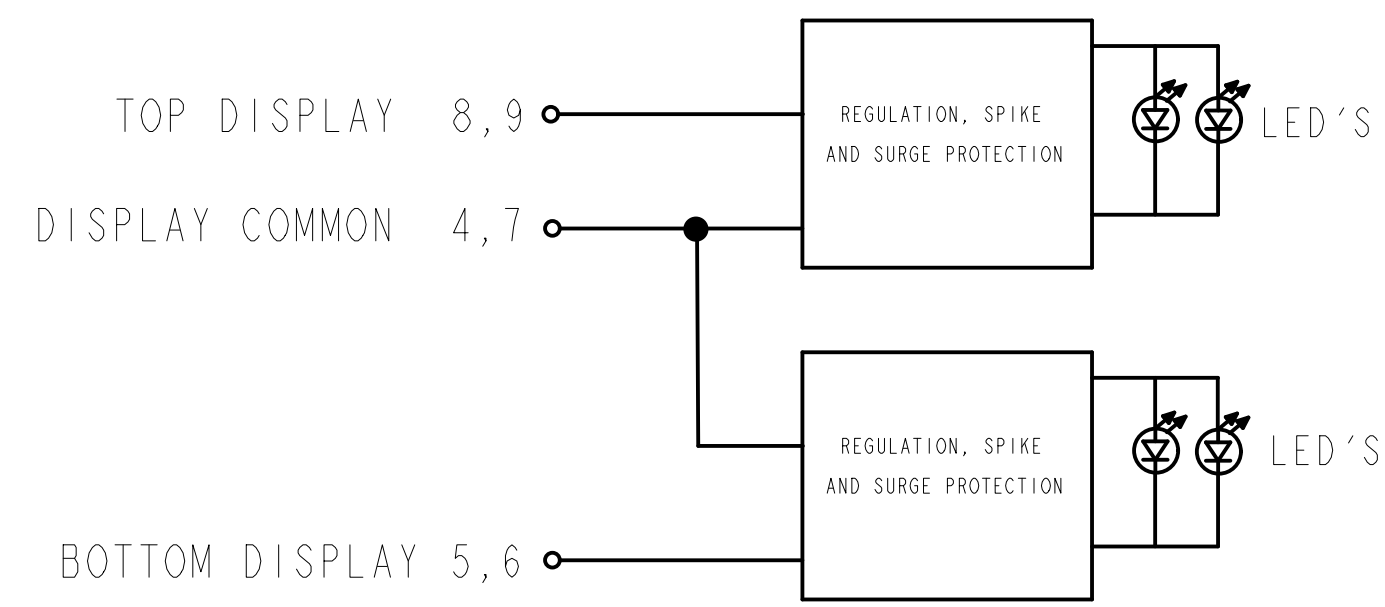 TOP DISPLAY 8,9
REGULATION, SPIKE
AND SURGE PROTECTION
LED'S
DISPLAY COMMON 4,7
REGULATION, SPIKE
AND SURGE PROTECTION
LED'S
BOTTOM DISPLAY 5,6